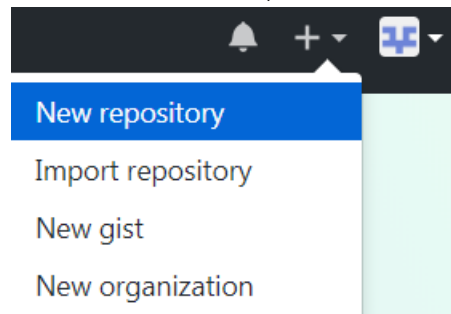 New repository
Import repository
New gist
New organization